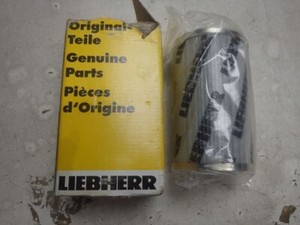 Original-
Teile
Genuine
Parts
Pièces
d'Origine
LIEBHERR